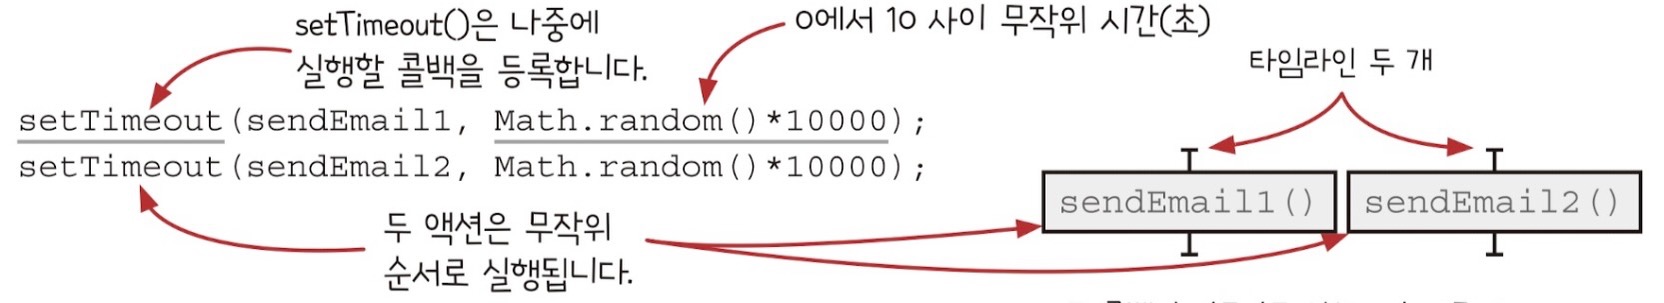 setTimeout()은 나중에
실행할 콜백을 등록합니다.
0에서 10 사이 무작위 시간(초)
타임라인 두 개
setTimeout(sendEmail1, Math.random()*10000);
setTimeout(sendEmail2, Math.random()*10000);
sendEmail1()
sendEmail2()
두 액션은 무작위
순서로 실행됩니다.